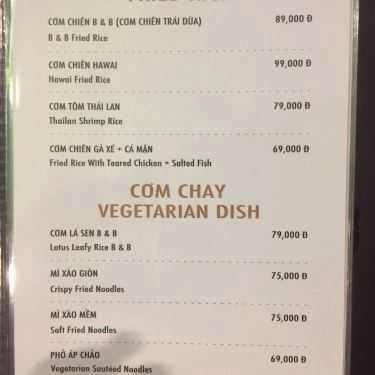 CƠM CHIÊN B & B (CƠM CHIÊN TRÁI DỪA) 89,000 Đ
B & B Fried Rice
CƠM CHIÊN HAWAI 99,000 Đ
Hawai Fried Rice
CƠM TÔM THÁI LAN 79,000 Đ
Thailan Shrimp Rice
CƠM CHIÊN GÀ XÉ + CÁ MẶN 69,000 Đ
Fried Rice With Teared Chicken + Salted Fish
CƠM CHAY
VEGETARIAN DISH
CƠM LÁ SEN B & B 79,000 Đ
Lotus Leafy Rice B & B
MÌ XÀO GIÒN 75,000 Đ
Crispy Fried Noodles
MÌ XÀO MỀM 75,000 Đ
Soft Fried Noodles
PHỞ ÁP CHẢO 69,000 Đ
Vegetarian Sauteéd Noodles